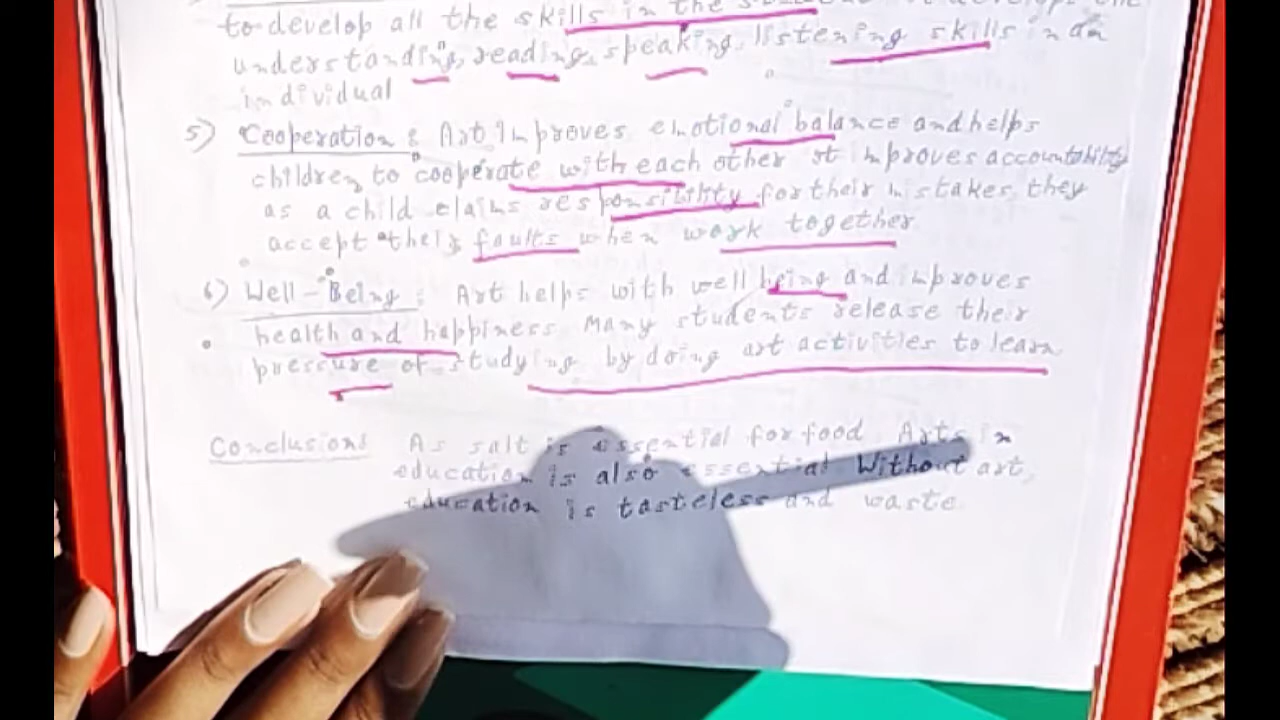 to develop all the skills in the
understanding, reading, speaking, listening skills in an
individual
5) Cooperation : Art improves emotional balance and helps
children to cooperate with each other It improves accountability
as a child claims responsibility for their mistakes, they
accept their faults when work together
6) Well-Being : Art helps with well being and improves
health and happiness Many students release their
pressure of studying by doing art activities to learn
Conclusion: As salt is essential for food Arts in
education is also essential Without art,
education is tasteless and waste